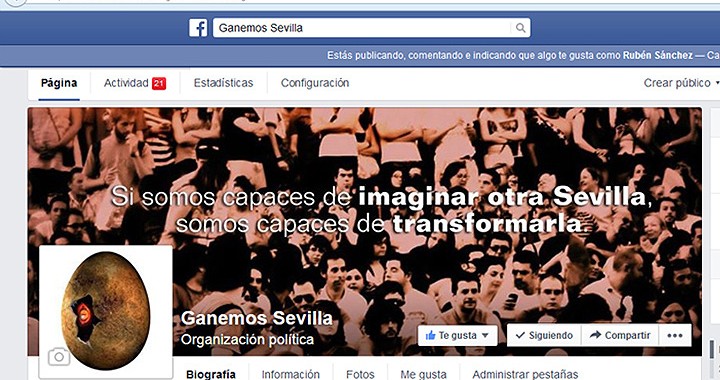 Ganemos Sevilla
Estás publicando, comentando e indicando que algo te gusta como Rubén Sánchez — Ca
Página Actividad 21 Estadísticas Configuración Crear público
Si somos capaces de imaginar otra Sevilla,
somos capaces de transformarla.
Ganemos Sevilla
Organización política
Te gusta Siguiendo Compartir
Biografía Información Fotos Me gusta Administrar pestañas